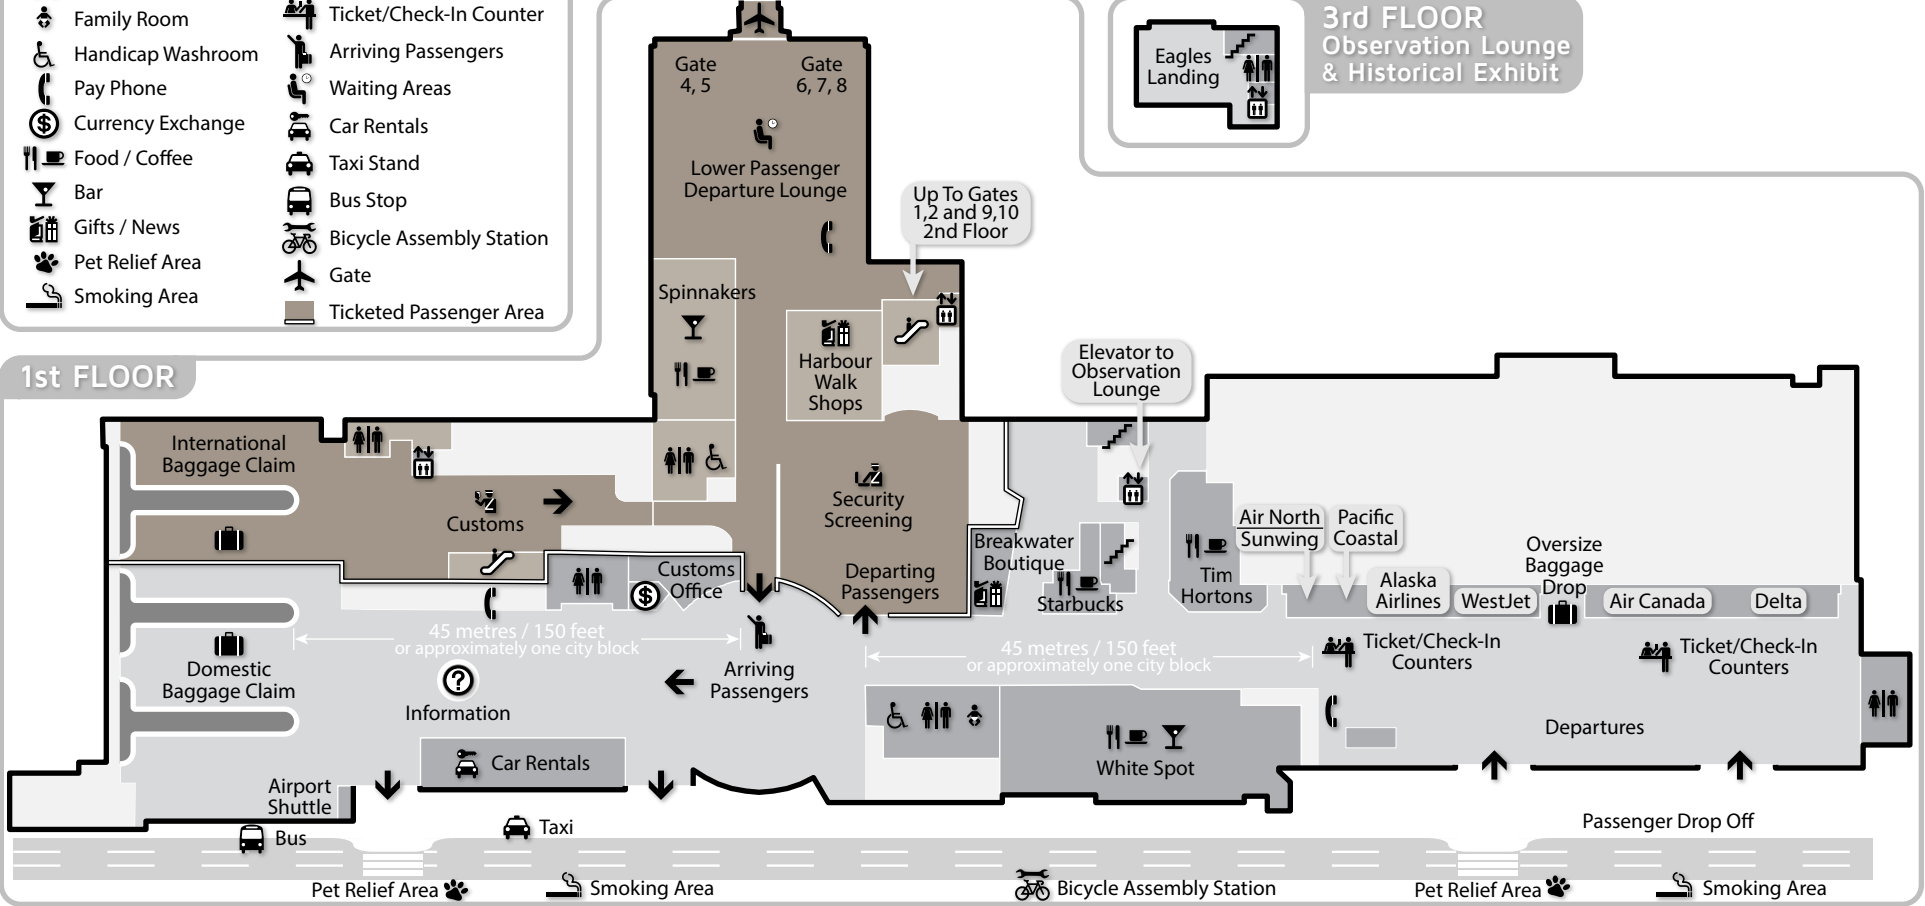 Family Room
Handicap Washroom
Pay Phone
Currency Exchange
Food / Coffee
Bar
Gifts / News
Pet Relief Area
Smoking Area
Ticket/Check-In Counter
Arriving Passengers
Waiting Areas
Car Rentals
Taxi Stand
Bus Stop
Bicycle Assembly Station
Gate
Ticketed Passenger Area
3rd FLOOR
Observation Lounge
& Historical Exhibit
Eagles
Landing
1st FLOOR
Gate
4, 5
Gate
6, 7, 8
Lower Passenger
Departure Lounge
Up To Gates
1,2 and 9,10
2nd Floor
Spinnakers
Harbour
Walk
Shops
Elevator to
Observation
Lounge
International
Baggage Claim
Customs
Security
Screening
Customs
Office
Departing
Passengers
Breakwater
Boutique
Starbucks
Tim
Hortons
Air North
Sunwing
Pacific
Coastal
Alaska
Airlines
WestJet
Oversize
Baggage
Drop
Air Canada
Delta
45 metres / 150 feet
or approximately one city block
45 metres / 150 feet
or approximately one city block
Ticket/Check-In
Counters
Ticket/Check-In
Counters
Domestic
Baggage Claim
Information
Arriving
Passengers
Car Rentals
White Spot
Departures
Airport
Shuttle
Bus
Taxi
Passenger Drop Off
Pet Relief Area
Smoking Area
Bicycle Assembly Station
Pet Relief Area
Smoking Area